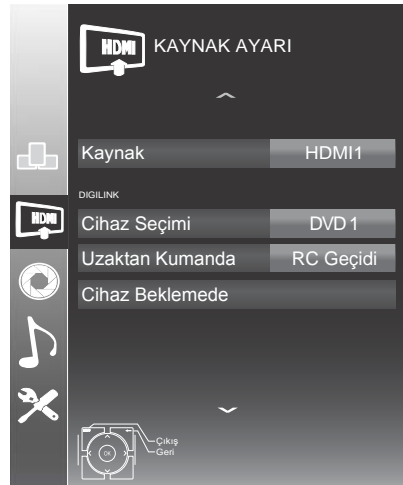 HDMI KAYNAK AYARI
Kaynak HDMI1
DIGILINK
HDMI
Cihaz Seçimi DVD 1
Uzaktan Kumanda RC Geçidi
Cihaz Beklemede
Çıkış
OK
Geri